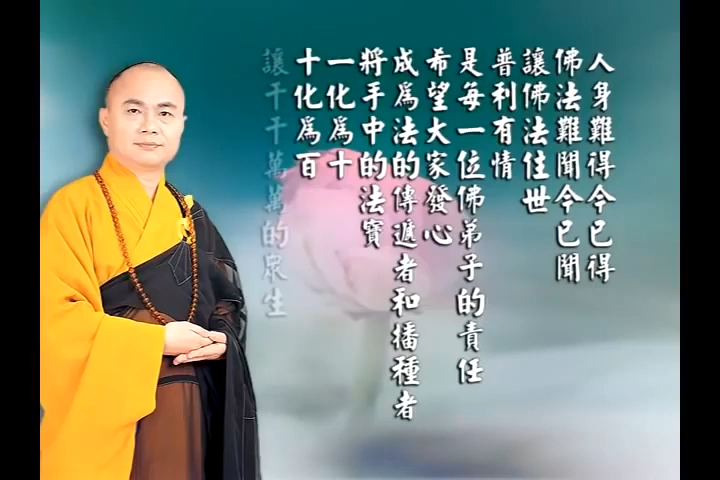 人身難得今已得
佛法難聞今已聞
讓佛法住世
普利有情
是每一位佛弟子的責任
希望大家發心
成為法的傳遞者和播種者
將手中的法寶
一化為十
十化為百
讓千千萬萬的眾生